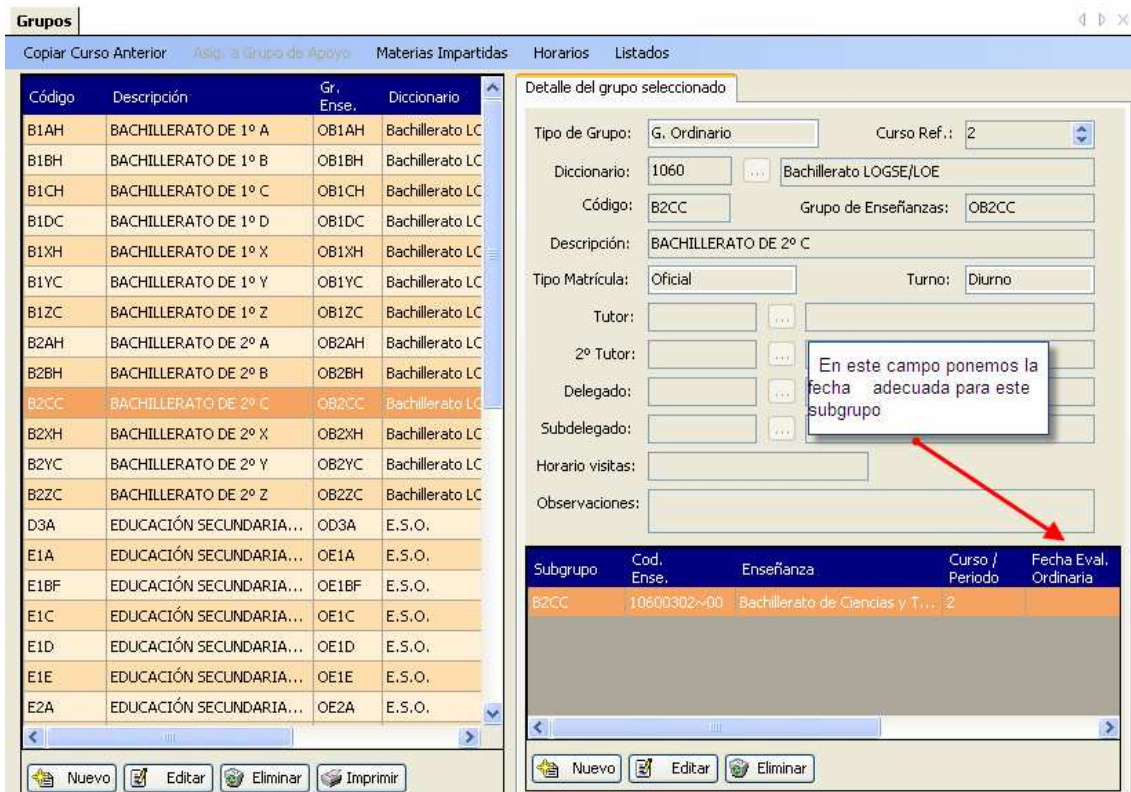 Grupos
Copiar Curso Anterior Asig. a Grupo de Apoyo Materias Impartidas Horarios Listados
Código Descripción Gr. Ense. Diccionario
B1AH BACHILLERATO DE 1º A OB1AH Bachillerato LC
B1BH BACHILLERATO DE 1º B OB1BH Bachillerato LC
B1CH BACHILLERATO DE 1º C OB1CH Bachillerato LC
B1DC BACHILLERATO DE 1º D OB1DC Bachillerato LC
B1XH BACHILLERATO DE 1º X OB1XH Bachillerato LC
B1YC BACHILLERATO DE 1º Y OB1YC Bachillerato LC
B1ZC BACHILLERATO DE 1º Z OB1ZC Bachillerato LC
B2AH BACHILLERATO DE 2º A OB2AH Bachillerato LC
B2BH BACHILLERATO DE 2º B OB2BH Bachillerato LC
B2CC BACHILLERATO DE 2º C OB2CC Bachillerato LC
B2XH BACHILLERATO DE 2º X OB2XH Bachillerato LC
B2YC BACHILLERATO DE 2º Y OB2YC Bachillerato LC
B2ZC BACHILLERATO DE 2º Z OB2ZC Bachillerato LC
D3A EDUCACIÓN SECUNDARIA... OD3A E.S.O.
E1A EDUCACIÓN SECUNDARIA... OE1A E.S.O.
E1BF EDUCACIÓN SECUNDARIA... OE1BF E.S.O.
E1C EDUCACIÓN SECUNDARIA... OE1C E.S.O.
E1D EDUCACIÓN SECUNDARIA... OE1D E.S.O.
E1E EDUCACIÓN SECUNDARIA... OE1E E.S.O.
E2A EDUCACIÓN SECUNDARIA... OE2A E.S.O.
Nuevo Editar Eliminar Imprimir
Detalle del grupo seleccionado
Tipo de Grupo: G. Ordinario Curso Ref.: 2
Diccionario: 1060 ... Bachillerato LOGSE/LOE
Código: B2CC Grupo de Enseñanzas: OB2CC
Descripción: BACHILLERATO DE 2º C
Tipo Matrícula: Oficial Turno: Diurno
Tutor: ...
2º Tutor: ...
Delegado: ...
Subdelegado: ...
Horario visitas:
Observaciones:
En este campo ponemos la
fecha adecuada para este
subgrupo
Subgrupo Cod. Ense. Enseñanza Curso / Periodo Fecha Eval. Ordinaria
B2CC 10600302~00 Bachillerato de Ciencias y T... 2
Nuevo Editar Eliminar